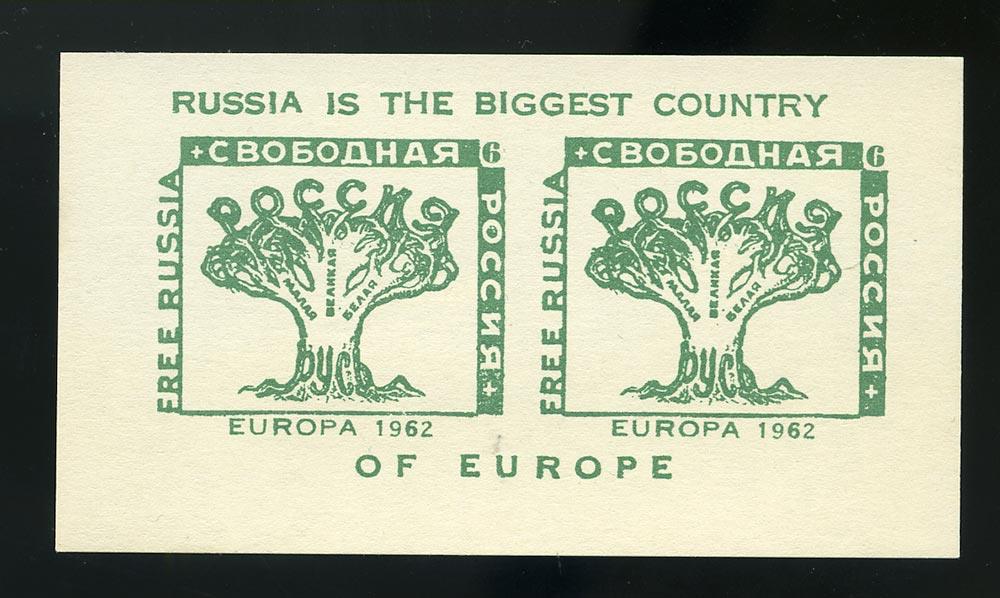 RUSSIA IS THE BIGGEST COUNTRY
+СВОБОДНАЯ 6
РОССИЯ+
FREE RUSSIA
РОССИЯ
МАЛАЯ
ВЕЛИКАЯ
БЕЛАЯ
РУСЬ
EUROPA 1962
+СВОБОДНАЯ 6
РОССИЯ+
FREE RUSSIA
РОССИЯ
МАЛАЯ
ВЕЛИКАЯ
БЕЛАЯ
РУСЬ
EUROPA 1962
OF EUROPE